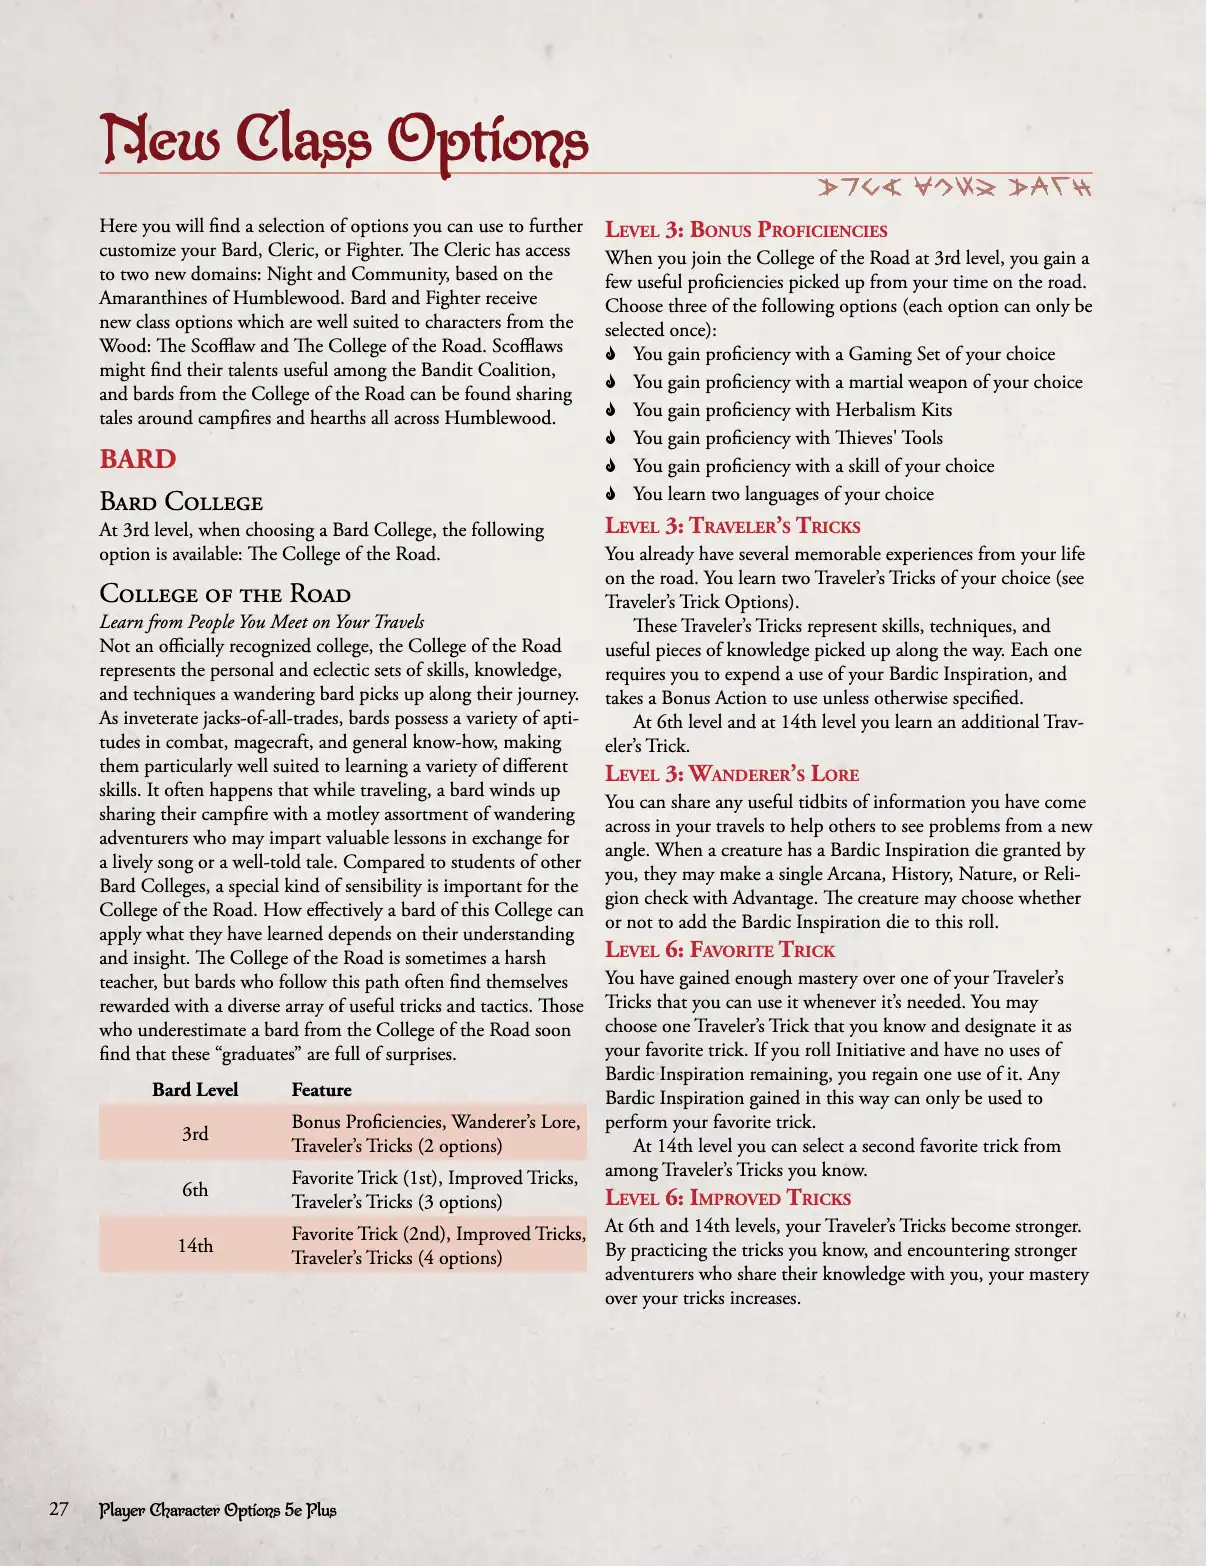 New Class Options
Here you will find a selection of options you can use to further
customize your Bard, Cleric, or Fighter. The Cleric has access
to two new domains: Night and Community, based on the
Amaranthines of Humblewood. Bard and Fighter receive
new class options which are well suited to characters from the
Wood: The Scofflaw and The College of the Road. Scofflaws
might find their talents useful among the Bandit Coalition,
and bards from the College of the Road can be found sharing
tales around campfires and hearths all across Humblewood.
BARD
Bard College
At 3rd level, when choosing a Bard College, the following
option is available: The College of the Road.
College of the Road
Learn from People You Meet on Your Travels
Not an officially recognized college, the College of the Road
represents the personal and eclectic sets of skills, knowledge,
and techniques a wandering bard picks up along their journey.
As inveterate jacks-of-all-trades, bards possess a variety of apti-
tudes in combat, magecraft, and general know-how, making
them particularly well suited to learning a variety of different
skills. It often happens that while traveling, a bard winds up
sharing their campfire with a motley assortment of wandering
adventurers who may impart valuable lessons in exchange for
a lively song or a well-told tale. Compared to students of other
Bard Colleges, a special kind of sensibility is important for the
College of the Road. How effectively a bard of this College can
apply what they have learned depends on their understanding
and insight. The College of the Road is sometimes a harsh
teacher, but bards who follow this path often find themselves
rewarded with a diverse array of useful tricks and tactics. Those
who underestimate a bard from the College of the Road soon
find that these “graduates” are full of surprises.
Bard Level Feature
3rd Bonus Proficiencies, Wanderer’s Lore,
Traveler’s Tricks (2 options)
6th Favorite Trick (1st), Improved Tricks,
Traveler’s Tricks (3 options)
14th Favorite Trick (2nd), Improved Tricks,
Traveler’s Tricks (4 options)
Level 3: Bonus Proficiencies
When you join the College of the Road at 3rd level, you gain a
few useful proficiencies picked up from your time on the road.
Choose three of the following options (each option can only be
selected once):
You gain proficiency with a Gaming Set of your choice
You gain proficiency with a martial weapon of your choice
You gain proficiency with Herbalism Kits
You gain proficiency with Thieves' Tools
You gain proficiency with a skill of your choice
You learn two languages of your choice
Level 3: Traveler’s Tricks
You already have several memorable experiences from your life
on the road. You learn two Traveler’s Tricks of your choice (see
Traveler’s Trick Options).
These Traveler’s Tricks represent skills, techniques, and
useful pieces of knowledge picked up along the way. Each one
requires you to expend a use of your Bardic Inspiration, and
takes a Bonus Action to use unless otherwise specified.
At 6th level and at 14th level you learn an additional Trav-
eler’s Trick.
Level 3: Wanderer’s Lore
You can share any useful tidbits of information you have come
across in your travels to help others to see problems from a new
angle. When a creature has a Bardic Inspiration die granted by
you, they may make a single Arcana, History, Nature, or Reli-
gion check with Advantage. The creature may choose whether
or not to add the Bardic Inspiration die to this roll.
Level 6: Favorite Trick
You have gained enough mastery over one of your Traveler’s
Tricks that you can use it whenever it’s needed. You may
choose one Traveler’s Trick that you know and designate it as
your favorite trick. If you roll Initiative and have no uses of
Bardic Inspiration remaining, you regain one use of it. Any
Bardic Inspiration gained in this way can only be used to
perform your favorite trick.
At 14th level you can select a second favorite trick from
among Traveler’s Tricks you know.
Level 6: Improved Tricks
At 6th and 14th levels, your Traveler’s Tricks become stronger.
By practicing the tricks you know, and encountering stronger
adventurers who share their knowledge with you, your mastery
over your tricks increases.
27 Player Character Options 5e Plus